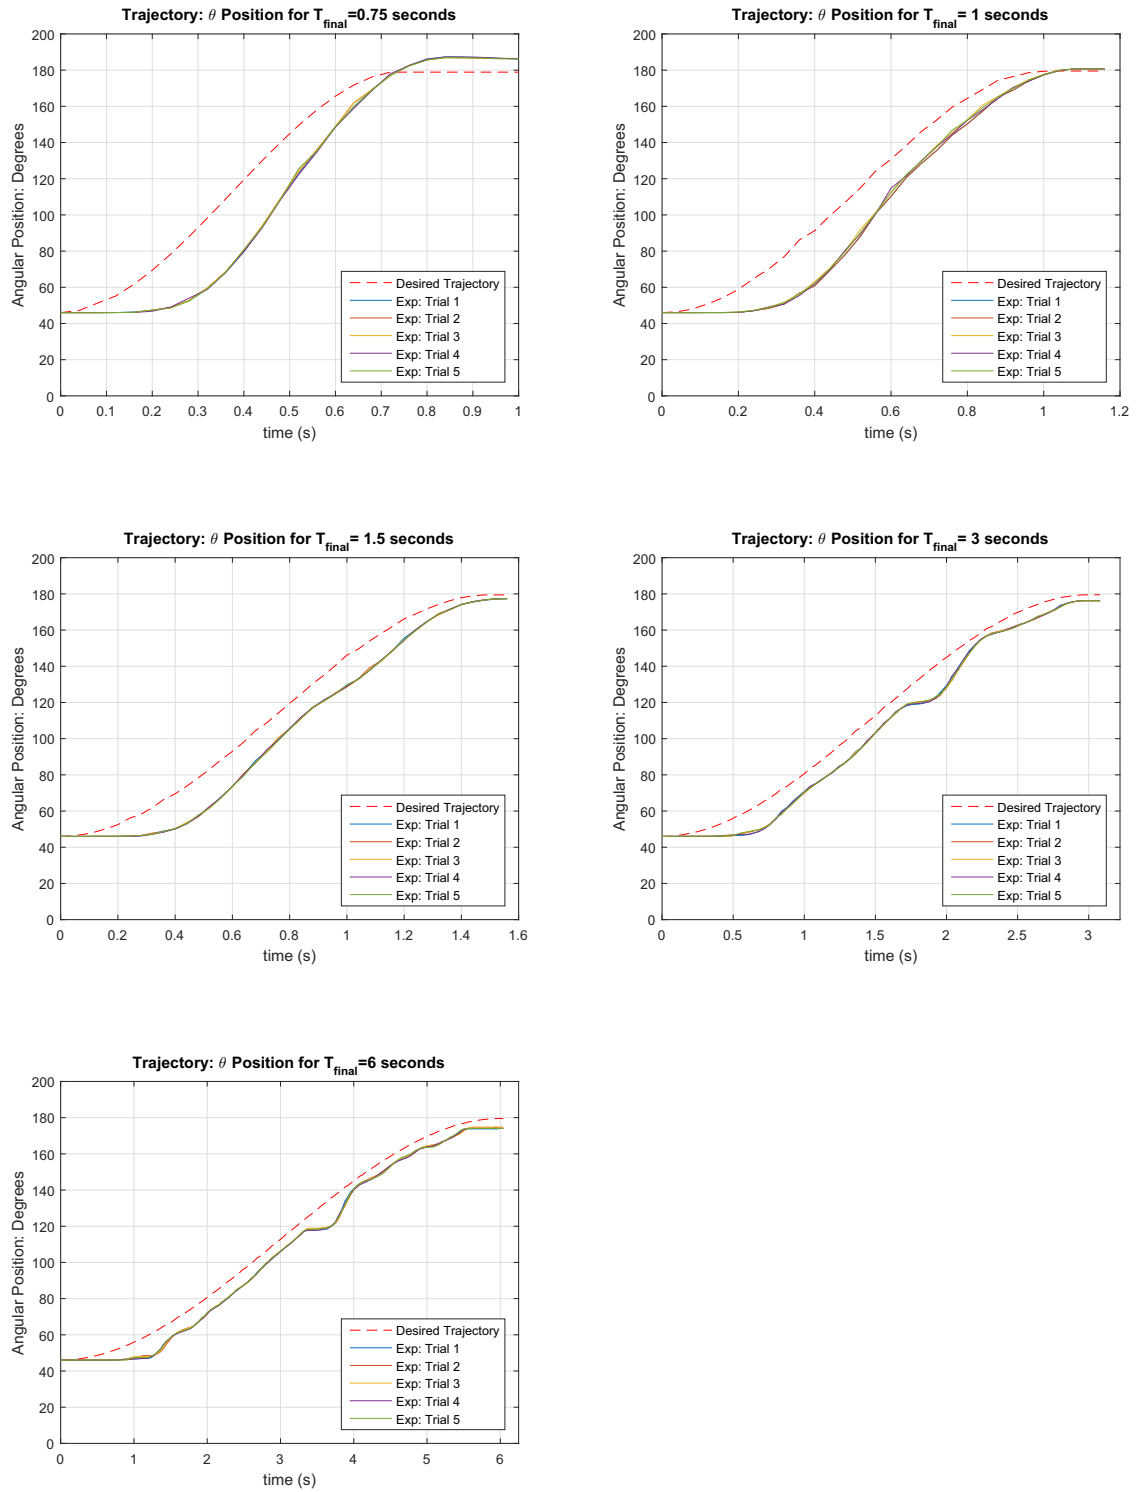 Trajectory: θ Position for T_final=0.75 seconds
Angular Position: Degrees
200
180
160
140
120
100
80
60
40
20
0
Desired Trajectory
Exp: Trial 1
Exp: Trial 2
Exp: Trial 3
Exp: Trial 4
Exp: Trial 5
0 0.1 0.2 0.3 0.4 0.5 0.6 0.7 0.8 0.9 1
time (s)
Trajectory: θ Position for T_final= 1 seconds
Angular Position: Degrees
200
180
160
140
120
100
80
60
40
20
0
Desired Trajectory
Exp: Trial 1
Exp: Trial 2
Exp: Trial 3
Exp: Trial 4
Exp: Trial 5
0 0.2 0.4 0.6 0.8 1 1.2
time (s)
Trajectory: θ Position for T_final= 1.5 seconds
Angular Position: Degrees
200
180
160
140
120
100
80
60
40
20
0
Desired Trajectory
Exp: Trial 1
Exp: Trial 2
Exp: Trial 3
Exp: Trial 4
Exp: Trial 5
0 0.2 0.4 0.6 0.8 1 1.2 1.4 1.6
time (s)
Trajectory: θ Position for T_final= 3 seconds
Angular Position: Degrees
200
180
160
140
120
100
80
60
40
20
0
Desired Trajectory
Exp: Trial 1
Exp: Trial 2
Exp: Trial 3
Exp: Trial 4
Exp: Trial 5
0 0.5 1 1.5 2 2.5 3
time (s)
Trajectory: θ Position for T_final=6 seconds
Angular Position: Degrees
200
180
160
140
120
100
80
60
40
20
0
Desired Trajectory
Exp: Trial 1
Exp: Trial 2
Exp: Trial 3
Exp: Trial 4
Exp: Trial 5
0 1 2 3 4 5 6
time (s)